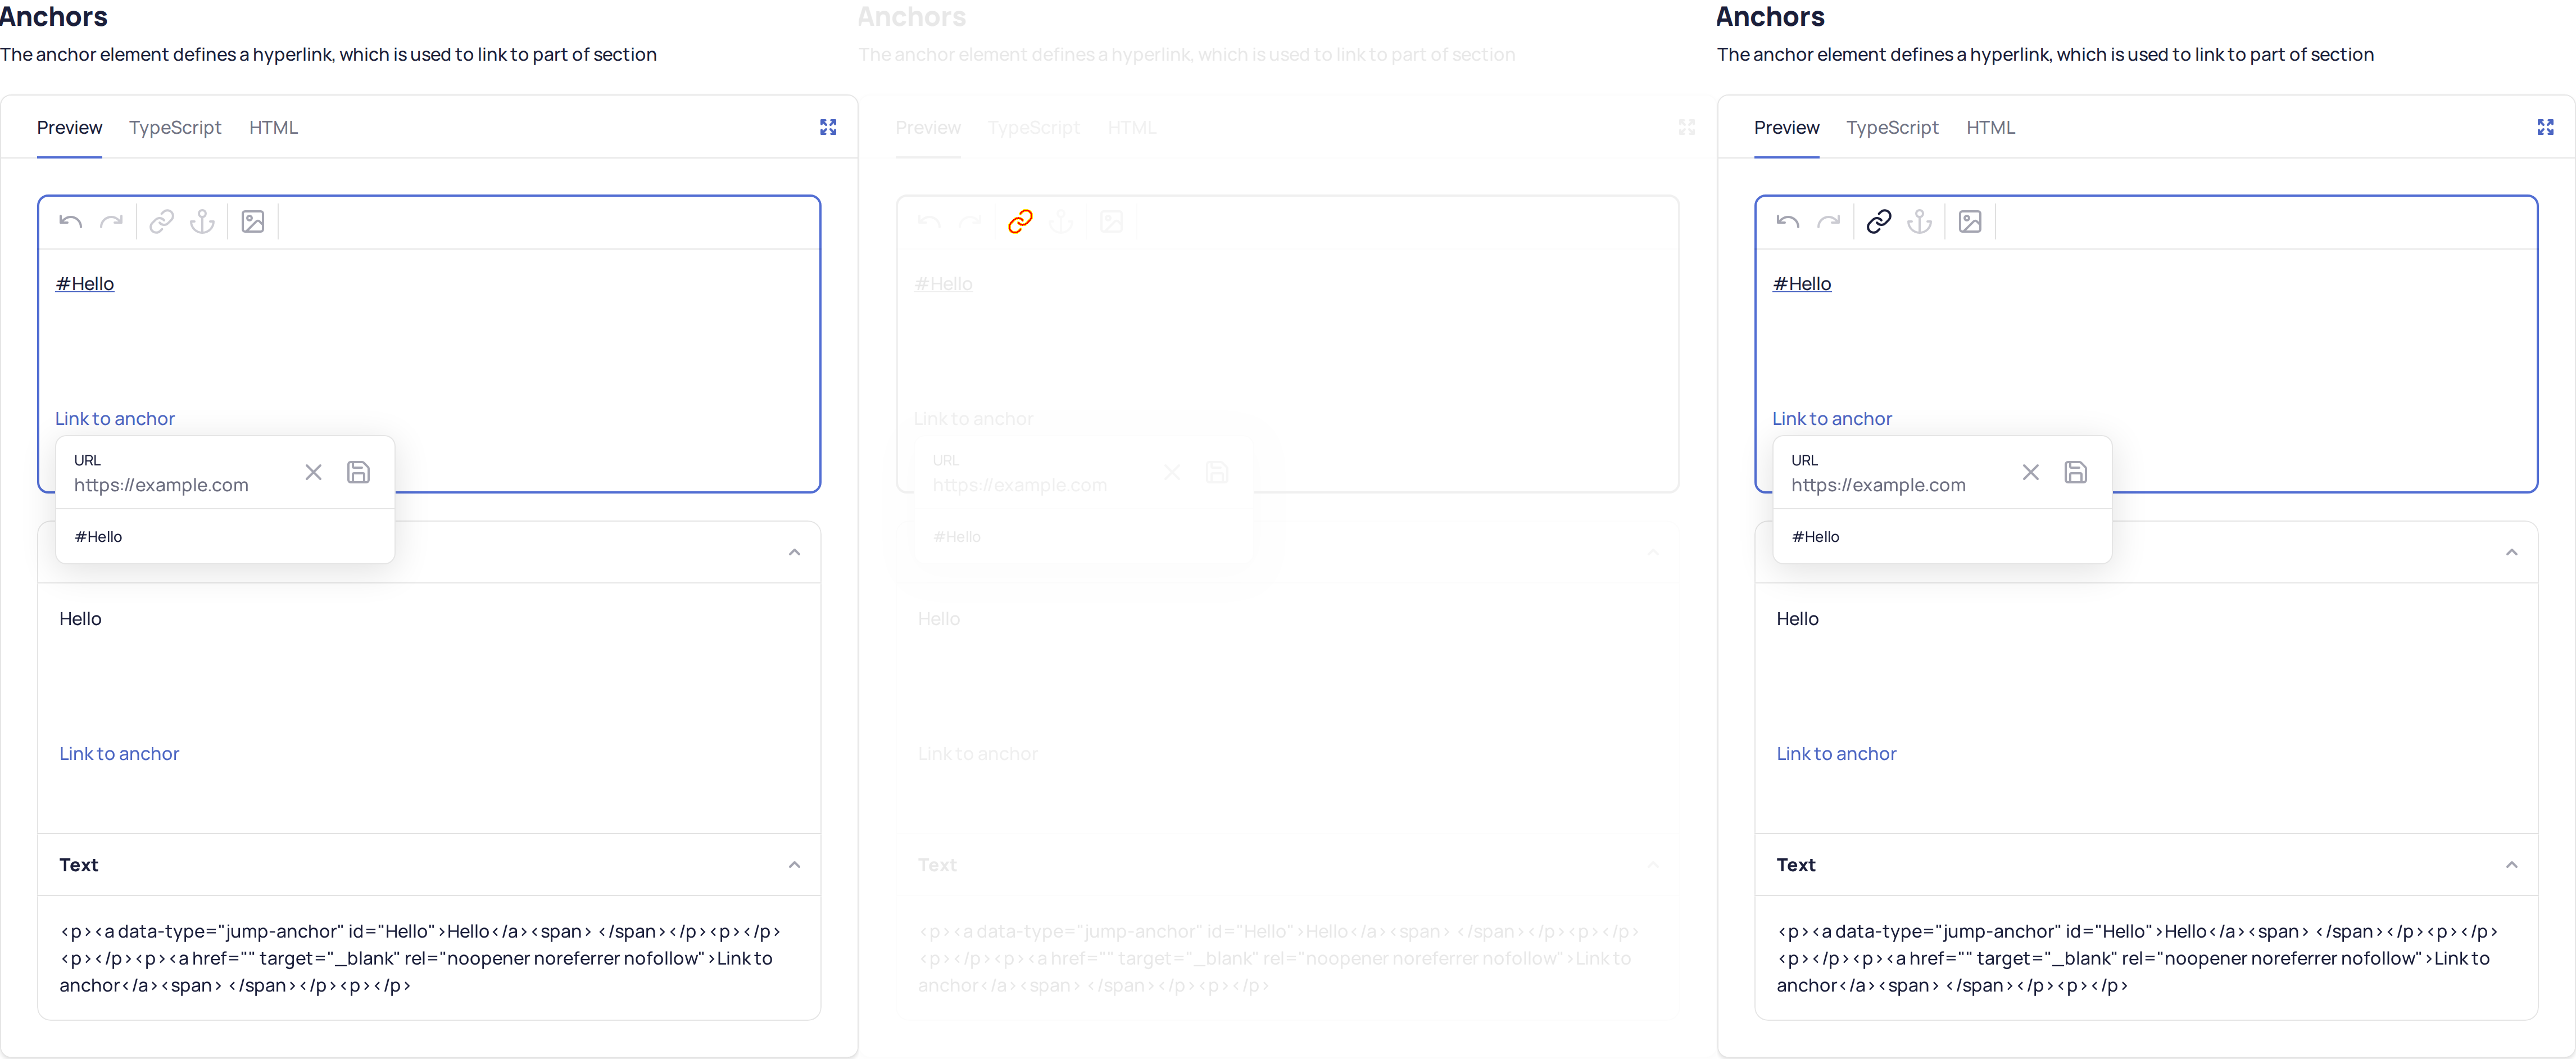 Anchors
The anchor element defines a hyperlink, which is used to link to part of section
Preview TypeScript HTML
#Hello
Link to anchor
URL
https://example.com
#Hello
Hello
Link to anchor
Text
<p><a data-type="jump-anchor" id="Hello">Hello</a><span> </span></p><p></p>
<p></p><p><a href="" target="_blank" rel="noopener noreferrer nofollow">Link to
anchor</a><span> </span></p><p></p>
Anchors
The anchor element defines a hyperlink, which is used to link to part of section
Preview TypeScript HTML
#Hello
Link to anchor
URL
https://example.com
#Hello
Hello
Link to anchor
Text
<p><a data-type="jump-anchor" id="Hello">Hello</a><span> </span></p><p></p>
<p></p><p><a href="" target="_blank" rel="noopener noreferrer nofollow">Link to
anchor</a><span> </span></p><p></p>
Anchors
The anchor element defines a hyperlink, which is used to link to part of section
Preview TypeScript HTML
#Hello
Link to anchor
URL
https://example.com
#Hello
Hello
Link to anchor
Text
<p><a data-type="jump-anchor" id="Hello">Hello</a><span> </span></p><p></p>
<p></p><p><a href="" target="_blank" rel="noopener noreferrer nofollow">Link to
anchor</a><span> </span></p><p></p>